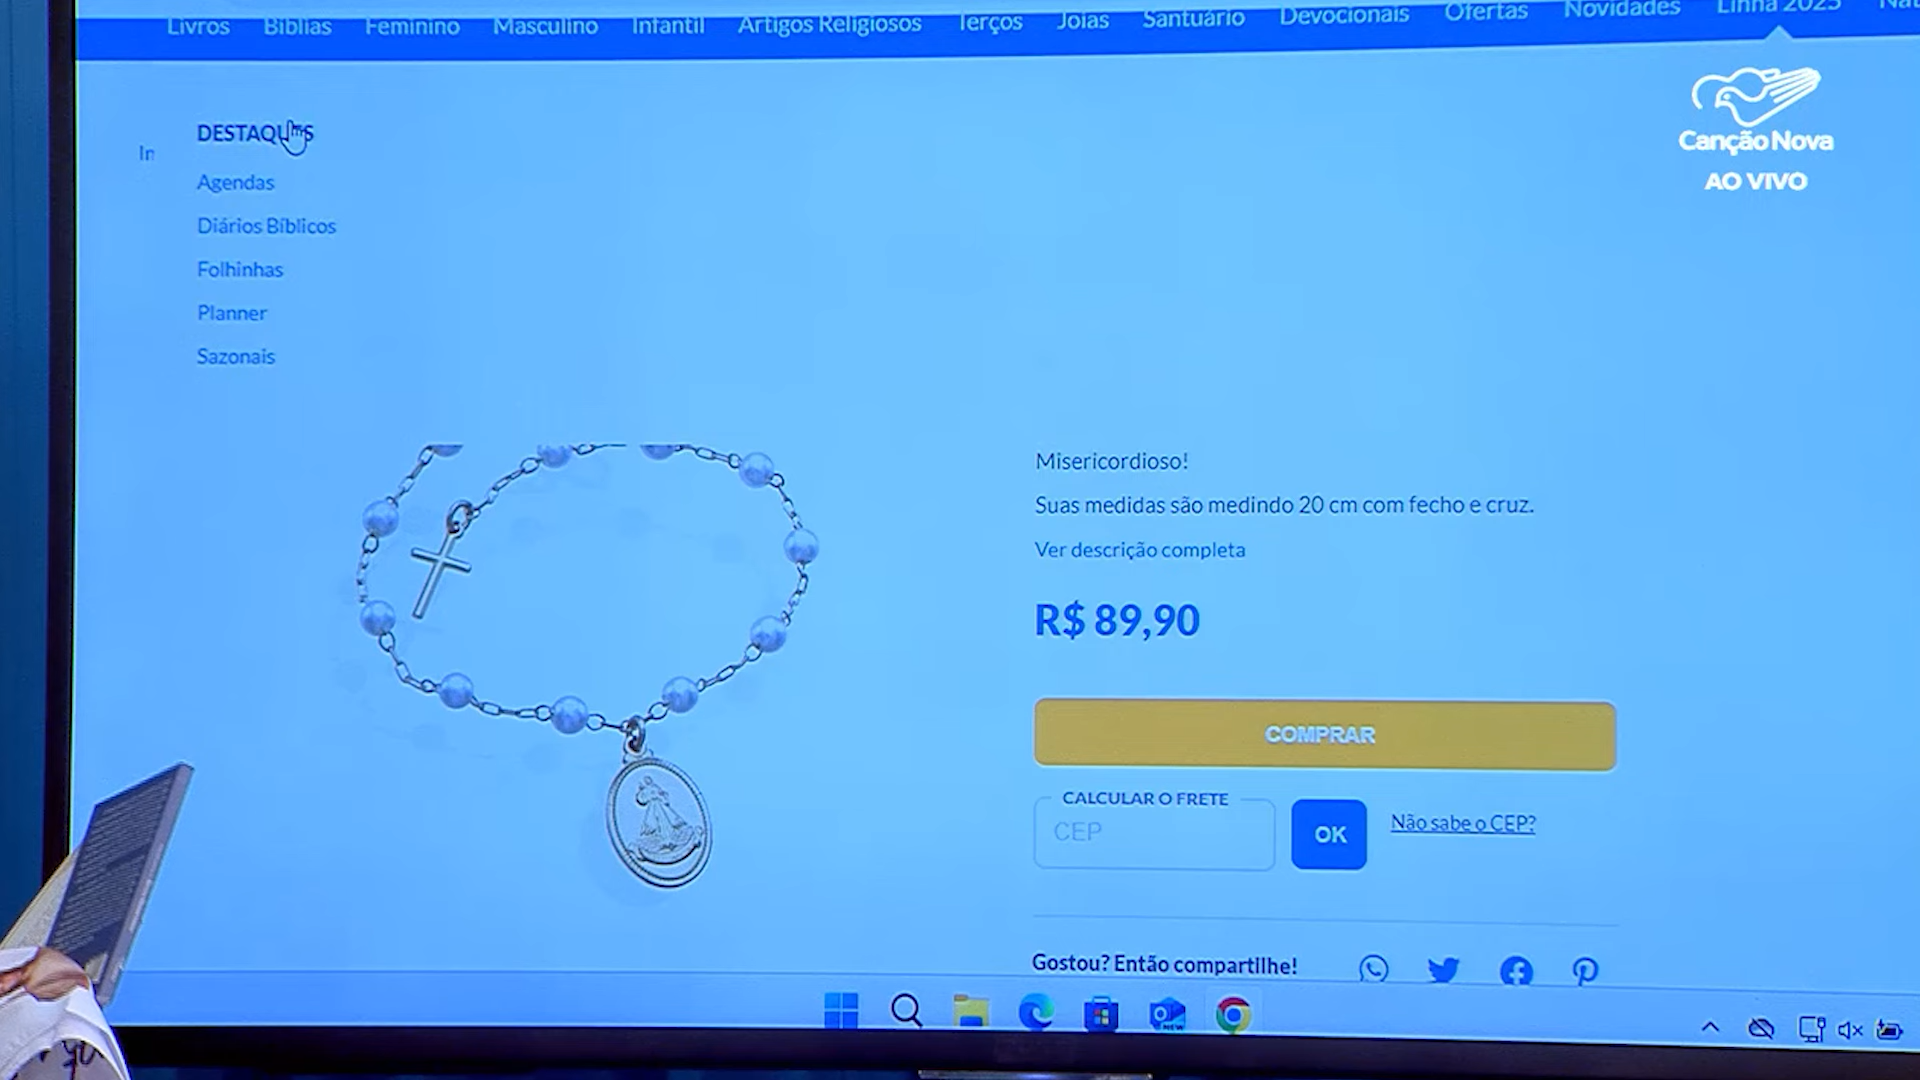 Livros Bíblias Feminino Masculino Infantil Artigos Religiosos Terços Joias Santuário Devocionais Ofertas Novidades Linha 2025
Canção Nova
AO VIVO
DESTAQUES
Agendas
Diários Bíblicos
Folhinhas
Planner
Sazonais
Misericordioso!
Suas medidas são medindo 20 cm com fecho e cruz.
Ver descrição completa
R$ 89,90
COMPRAR
CALCULAR O FRETE
CEP
OK
Não sabe o CEP?
Gostou? Então compartilhe!
NEW